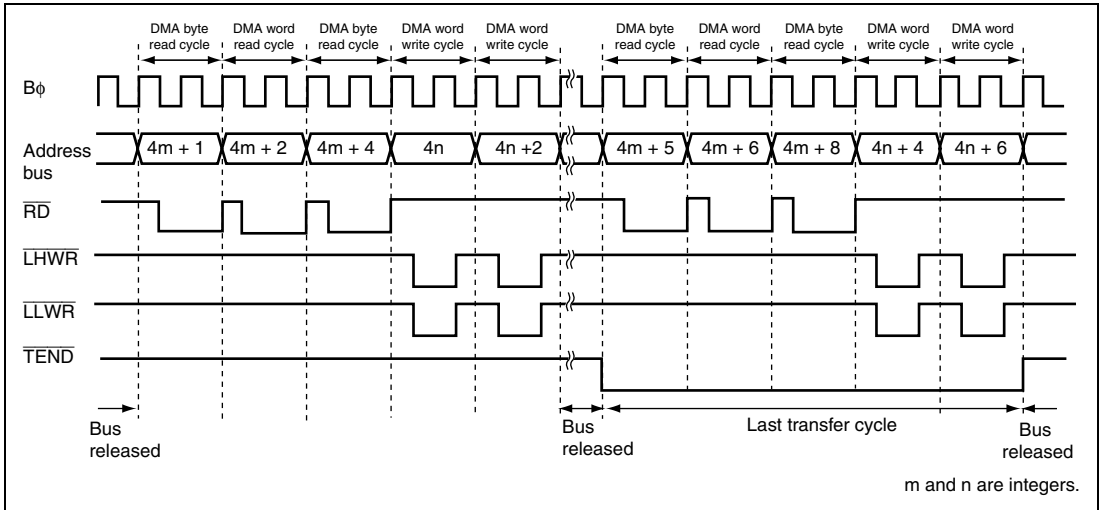 DMA byte read cycle
DMA word read cycle
DMA byte read cycle
DMA word write cycle
DMA word write cycle
DMA byte read cycle
DMA word read cycle
DMA byte read cycle
DMA word write cycle
DMA word write cycle
Bϕ
Address bus
4m + 1 4m + 2 4m + 4 4n 4n +2 4m + 5 4m + 6 4m + 8 4n + 4 4n + 6
RD
LHWR
LLWR
TEND
Bus released
Bus released
Last transfer cycle
Bus released
m and n are integers.